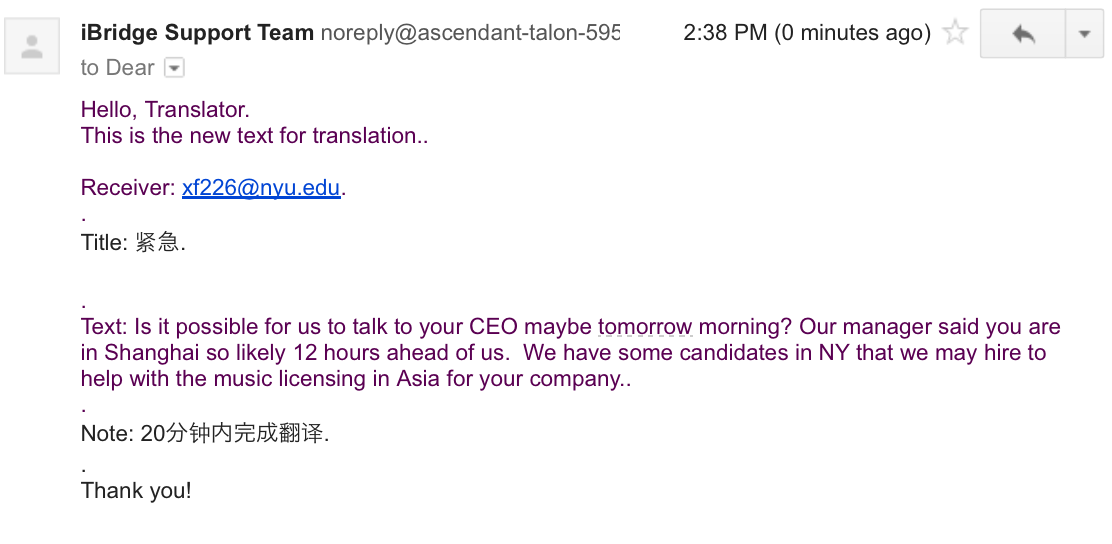 iBridge Support Team noreply@ascendant-talon-595 2:38 PM (0 minutes ago)
to Dear
Hello, Translator.
This is the new text for translation..
Receiver: xf226@nyu.edu.
.
Title: 紧急.
.
Text: Is it possible for us to talk to your CEO maybe tomorrow morning? Our manager said you are
in Shanghai so likely 12 hours ahead of us.  We have some candidates in NY that we may hire to
help with the music licensing in Asia for your company..
.
Note: 20分钟内完成翻译.
.
Thank you!